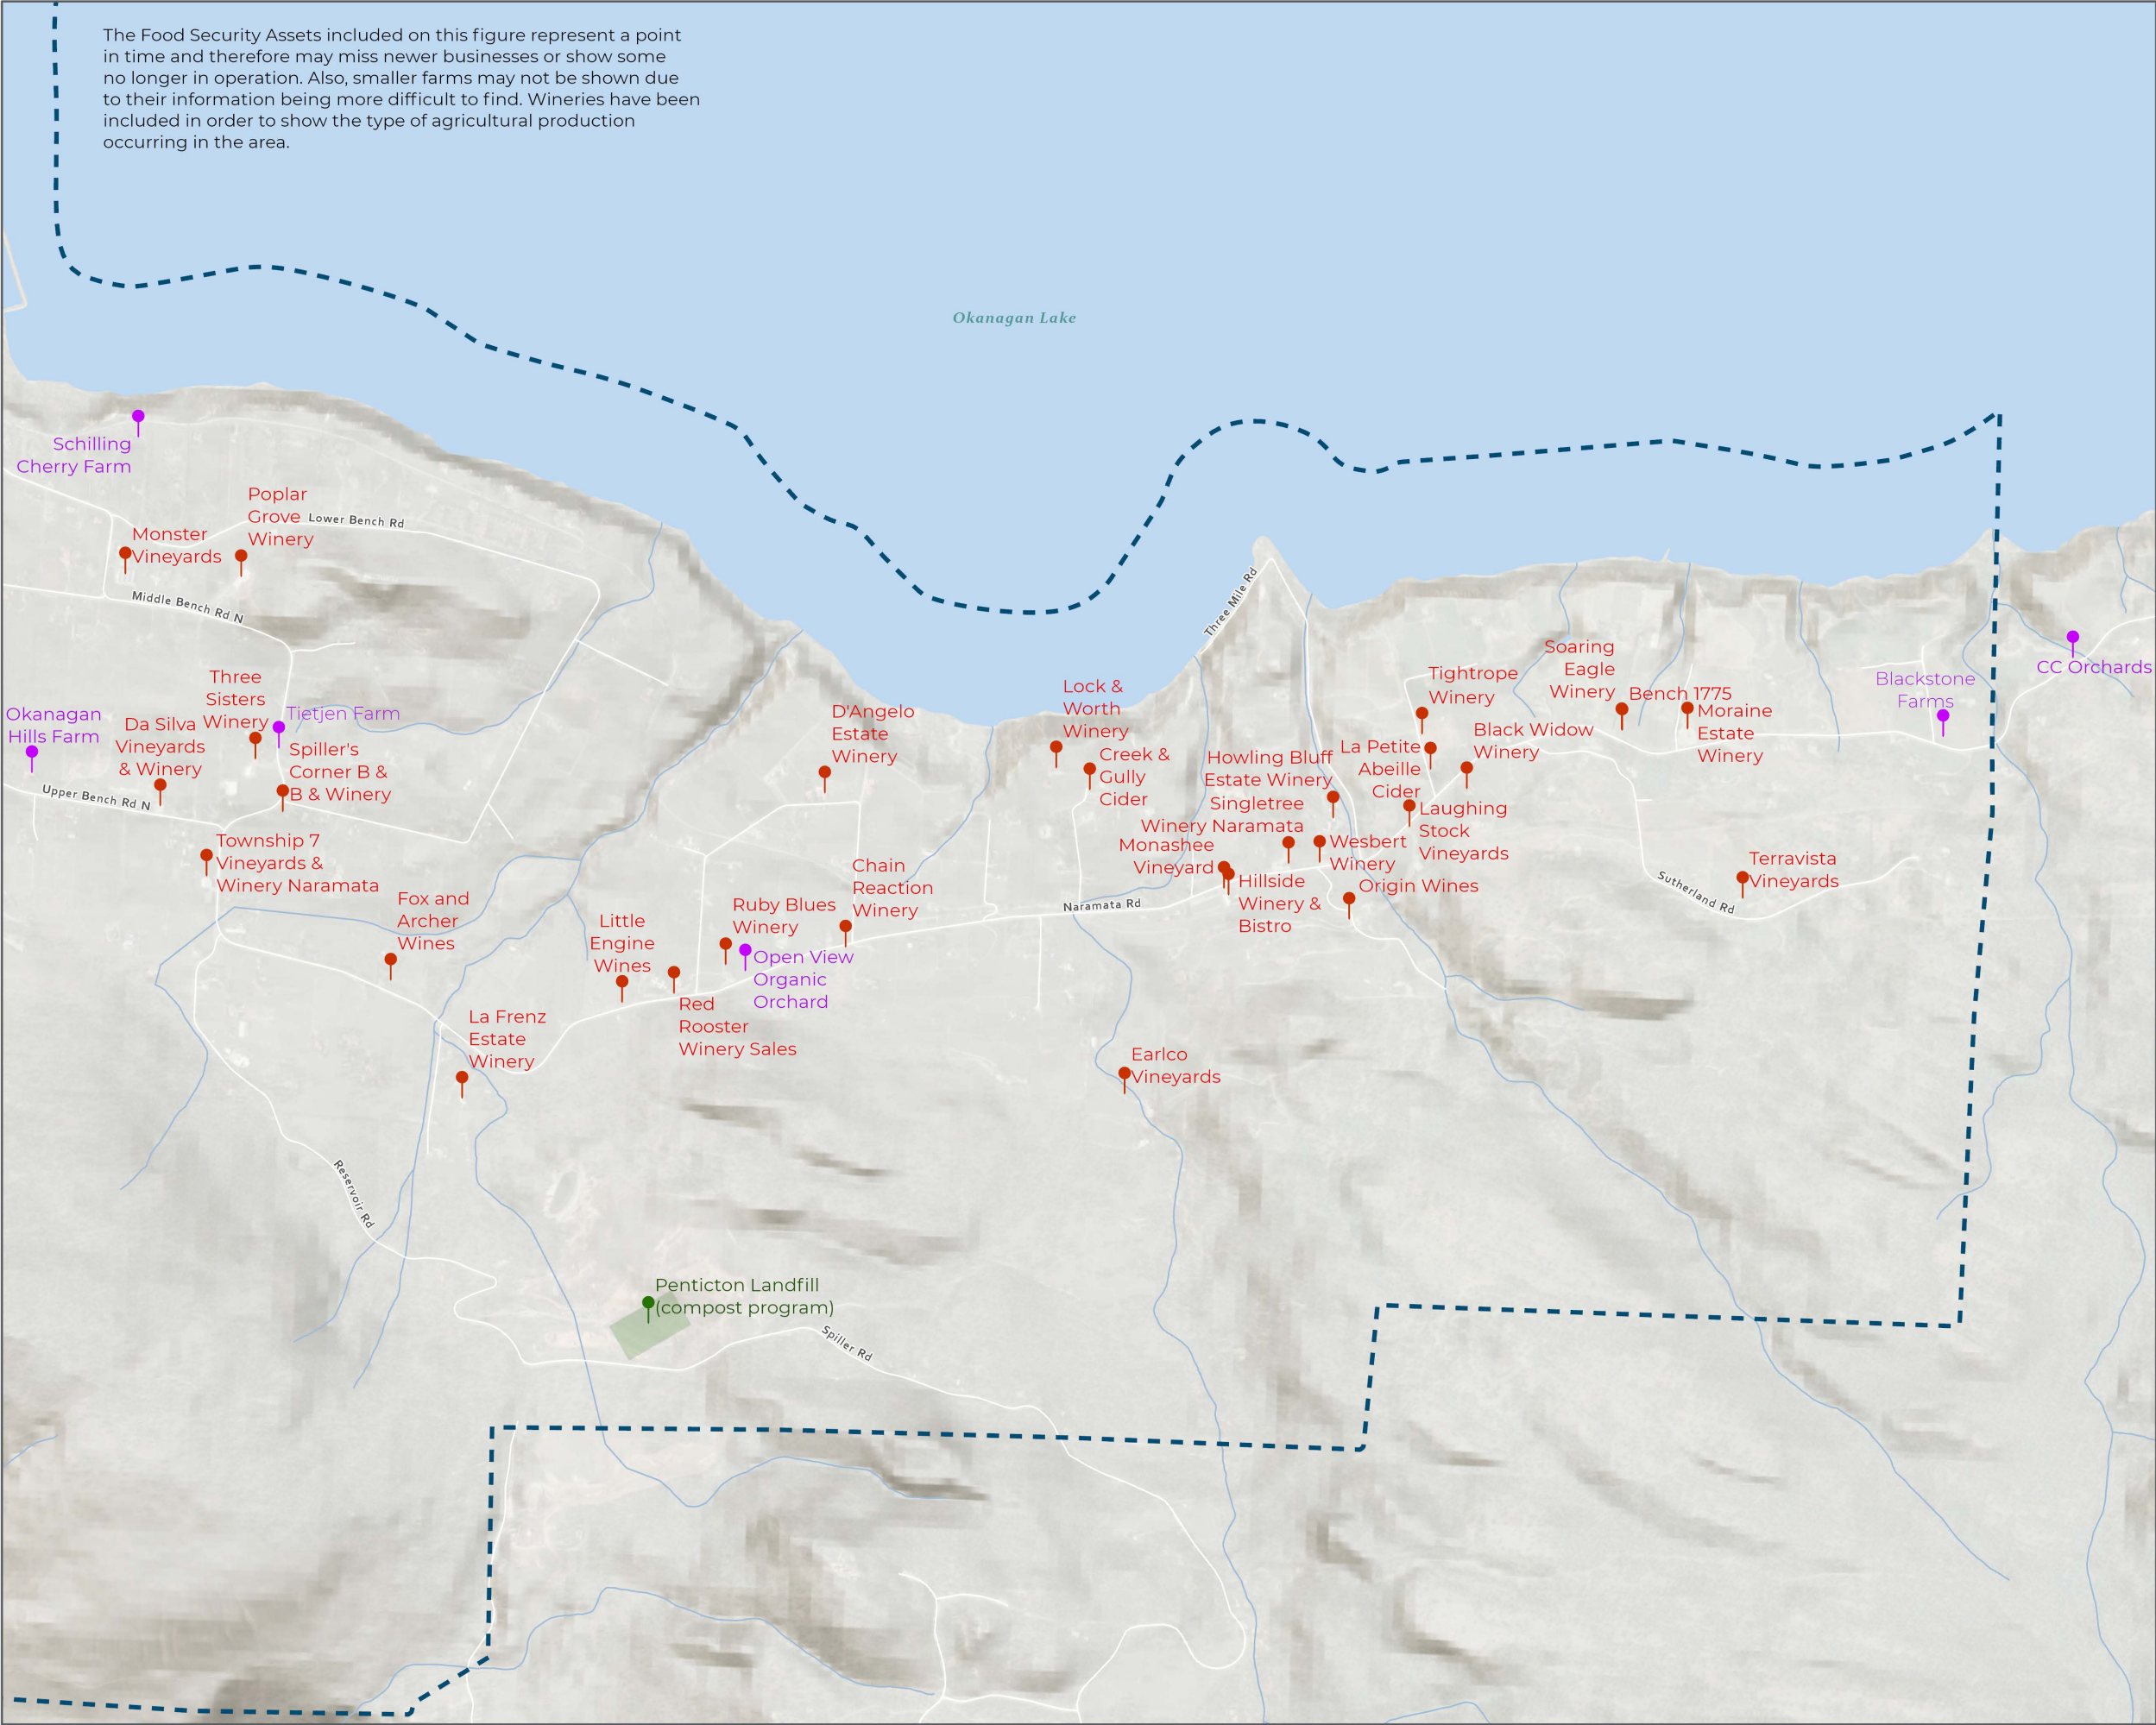 The Food Security Assets included on this figure represent a point
in time and therefore may miss newer businesses or show some
no longer in operation. Also, smaller farms may not be shown due
to their information being more difficult to find. Wineries have been
included in order to show the type of agricultural production
occurring in the area.
Okanagan Lake
Schilling
Cherry Farm
Poplar
Grove
Winery
Lower Bench Rd
Monster
Vineyards
Middle Bench Rd N
Three Mile Rd
Three
Sisters
Winery
Tietjen Farm
Okanagan
Hills Farm
Da Silva
Vineyards
& Winery
Spiller's
Corner B &
B & Winery
Upper Bench Rd N
Township 7
Vineyards &
Winery Naramata
Fox and
Archer
Wines
La Frenz
Estate
Winery
Little
Engine
Wines
Red
Rooster
Winery Sales
Ruby Blues
Winery
Open View
Organic
Orchard
Chain
Reaction
Winery
D'Angelo
Estate
Winery
Lock &
Worth
Winery
Creek &
Gully
Cider
Naramata Rd
Howling Bluff
Estate Winery
Singletree
Winery Naramata
Monashee
Vineyard
Hillside
Winery &
Bistro
Wesbert
Winery
Origin Wines
La Petite
Abeille
Cider
Laughing
Stock
Vineyards
Tightrope
Winery
Black Widow
Winery
Soaring
Eagle
Winery
Bench 1775
Moraine
Estate
Winery
Blackstone
Farms
CC Orchards
Terravista
Vineyards
Sutherland Rd
Earlco
Vineyards
Reservoir Rd
Penticton Landfill
(compost program)
Spiller Rd